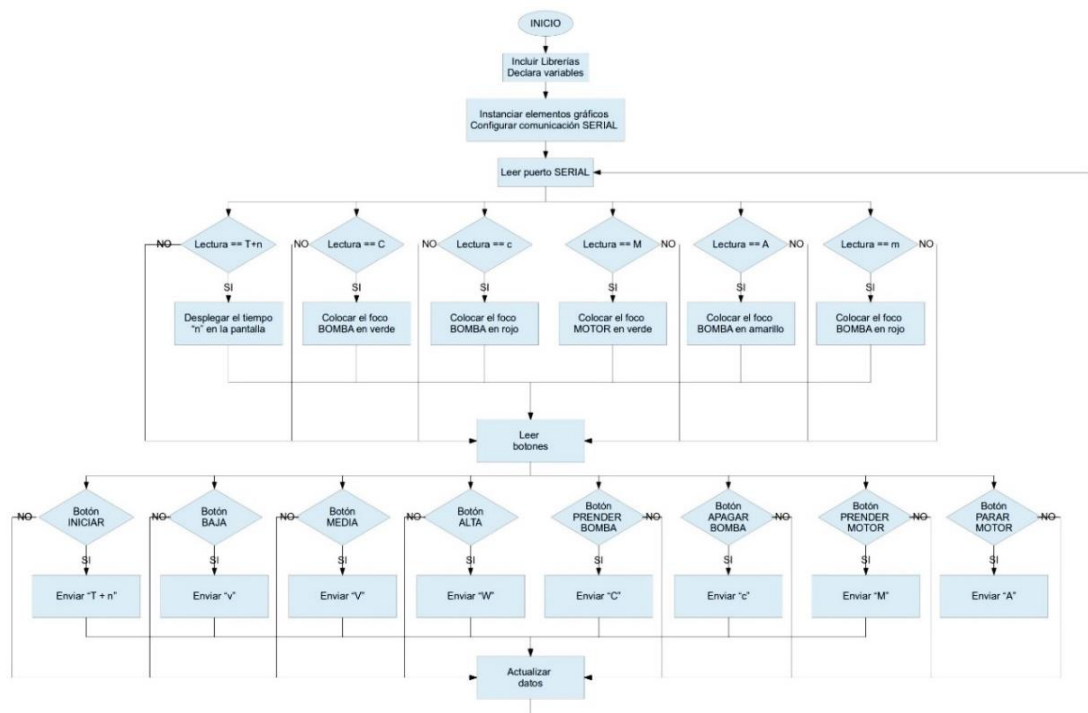 INICIO
Incluir Librerías
Declara variables
Instanciar elementos gráficos
Configurar comunicación SERIAL
Leer puerto SERIAL
NO
Lectura == T+n
NO
Lectura == C
NO
Lectura == c
Lectura == M
NO
Lectura == A
NO
Lectura == m
NO
SI
SI
SI
SI
SI
SI
Desplegar el tiempo
“n” en la pantalla
Colocar el foco
BOMBA en verde
Colocar el foco
BOMBA en rojo
Colocar el foco
MOTOR en verde
Colocar el foco
BOMBA en amarillo
Colocar el foco
BOMBA en rojo
Leer
botones
NO
Botón
INICIAR
NO
Botón
BAJA
NO
Botón
MEDIA
NO
Botón
ALTA
Botón
PRENDER
BOMBA
NO
Botón
APAGAR
BOMBA
NO
Botón
PRENDER
MOTOR
NO
Botón
PARAR
MOTOR
NO
SI
SI
SI
SI
SI
SI
SI
SI
Enviar “T + n”
Enviar “v”
Enviar “V”
Enviar “W”
Enviar “C”
Enviar “c”
Enviar “M”
Enviar “A”
Actualizar
datos